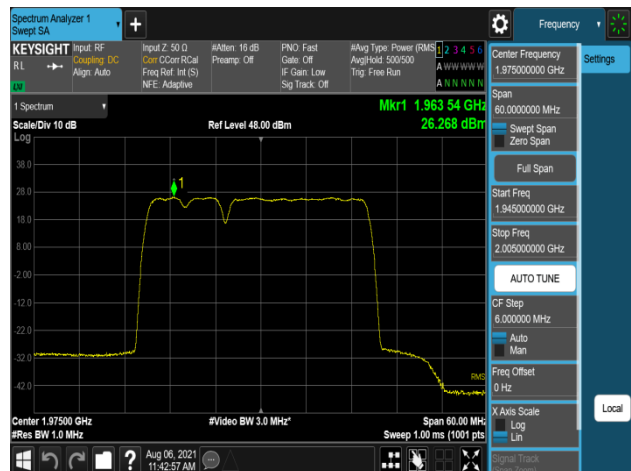 Spectrum Analyzer 1
Swept SA
Frequency
KEYSIGHT Input: RF Input Z: 50 Ω #Atten: 16 dB PNO: Fast #Avg Type: Power (RMS 1 2 3 4 5 6
R L Coupling: DC Corr CCorr RCal Preamp: Off Gate: Off Avg|Hold: 500/500 A W W W W W
Align: Auto Freq Ref: Int (S) IF Gain: Low Trig: Free Run
NFE: Adaptive Sig Track: Off A N N N N N
1 Spectrum
Mkr1 1.963 54 GHz
Scale/Div 10 dB Ref Level 48.00 dBm 26.268 dBm
Log
38.0
1
28.0
18.0
8.00
-2.00
-12.0
-22.0
-32.0
-42.0
RMS
Center 1.97500 GHz #Video BW 3.0 MHz* Span 60.00 MHz
#Res BW 1.0 MHz Sweep 1.00 ms (1001 pts
? Aug 06, 2021
11:42:57 AM
Center Frequency
1.975000000 GHz
Settings
Span
60.0000000 MHz
Swept Span
Zero Span
Full Span
Start Freq
1.945000000 GHz
Stop Freq
2.005000000 GHz
AUTO TUNE
CF Step
6.000000 MHz
Auto
Man
Freq Offset
0 Hz
X Axis Scale
Log
Lin
Local
Signal Track